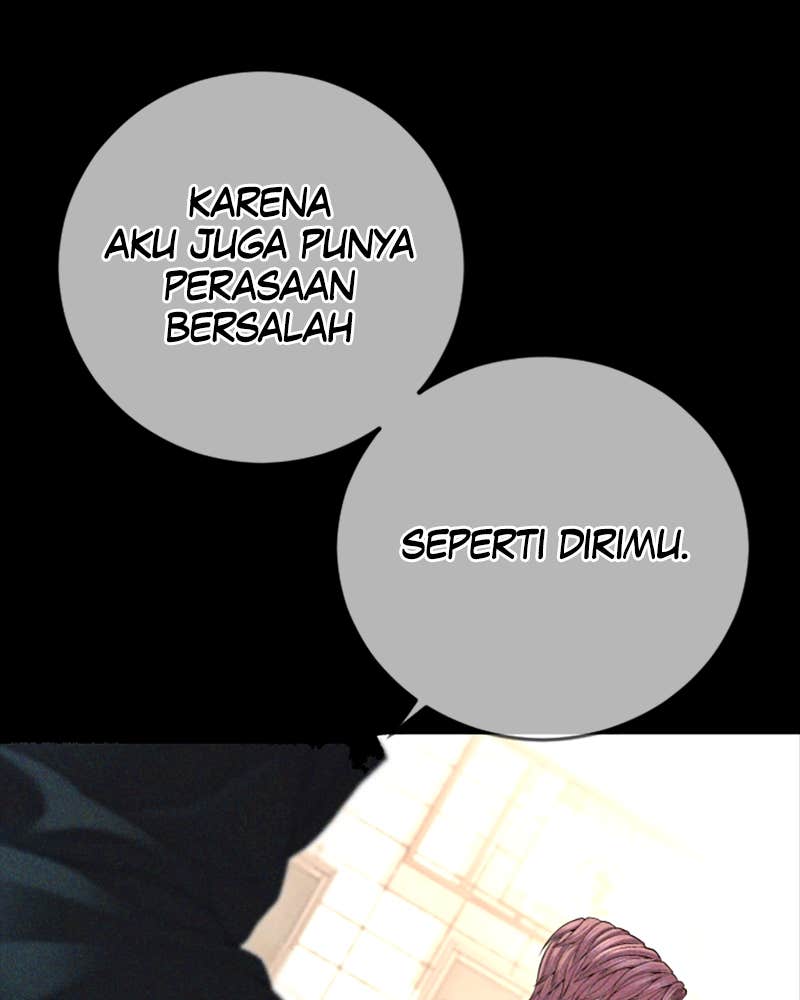 KARENA
AKU JUGA PUNYA
PERASAAN
BERSALAH
SEPERTI DIRIMU.